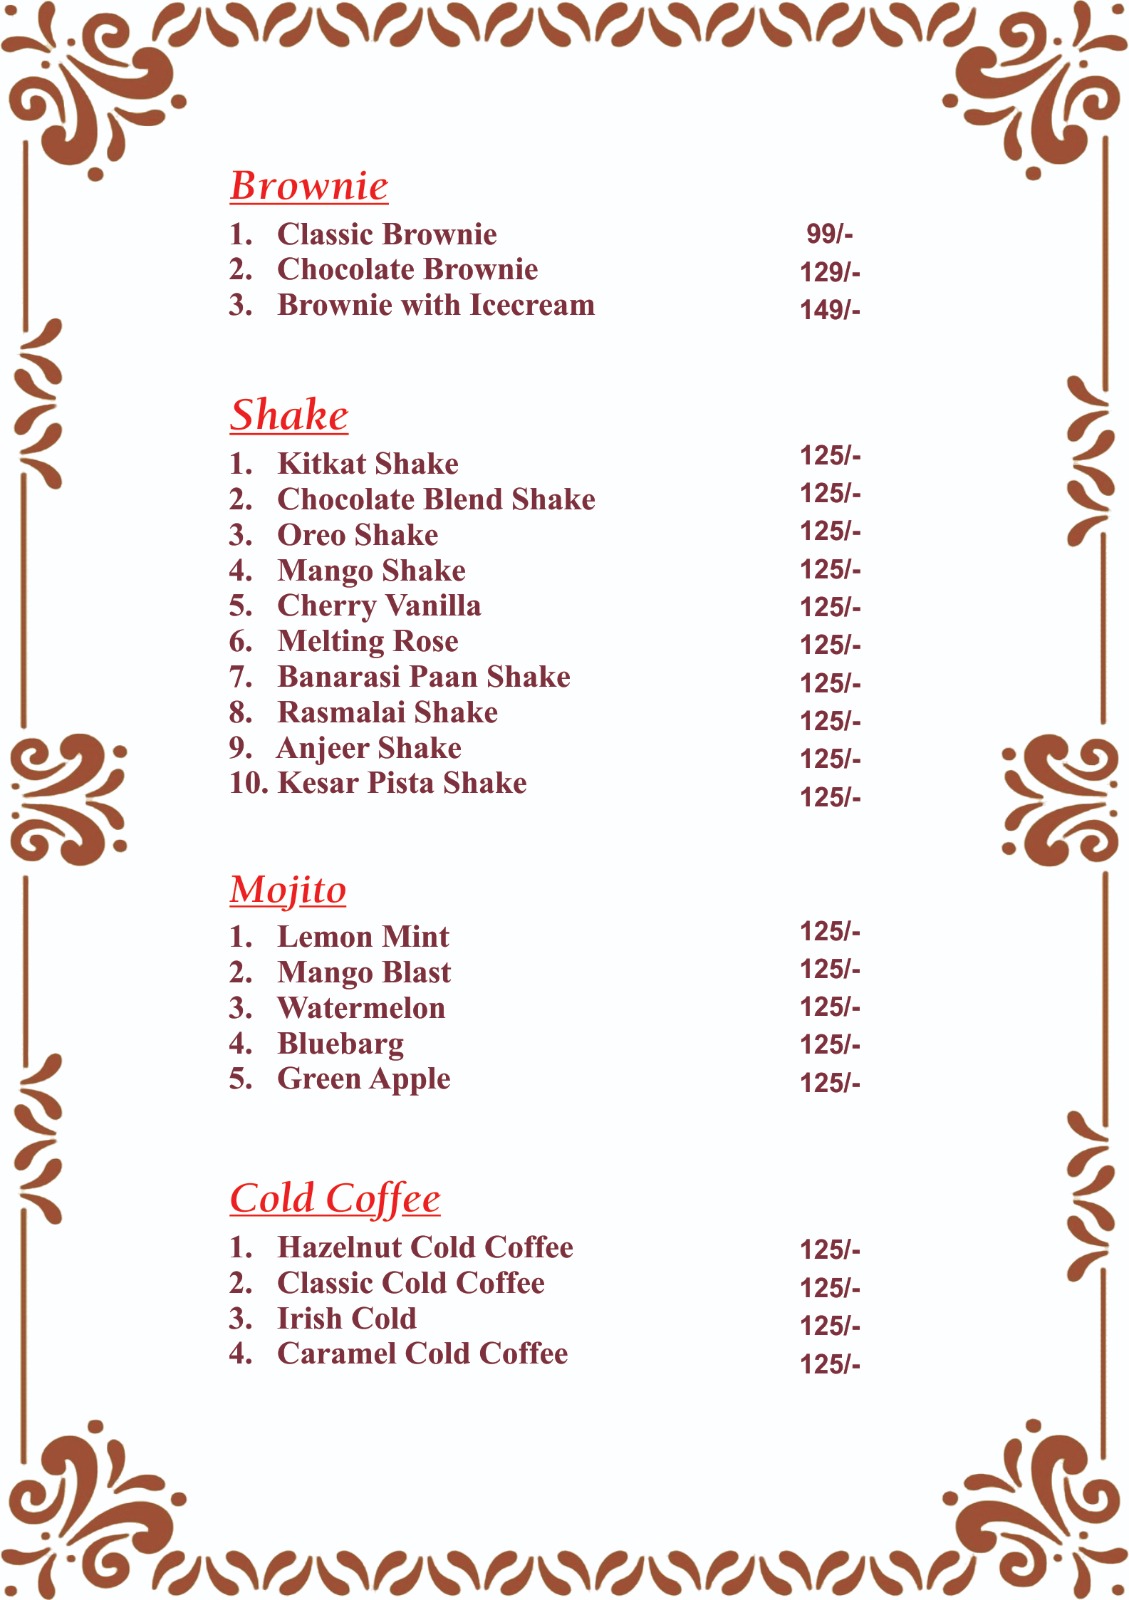 Brownie
1. Classic Brownie 99/-
2. Chocolate Brownie 129/-
3. Brownie with Icecream 149/-
Shake
1. Kitkat Shake 125/-
2. Chocolate Blend Shake 125/-
3. Oreo Shake 125/-
4. Mango Shake 125/-
5. Cherry Vanilla 125/-
6. Melting Rose 125/-
7. Banarasi Paan Shake 125/-
8. Rasmalai Shake 125/-
9. Anjeer Shake 125/-
10. Kesar Pista Shake 125/-
Mojito
1. Lemon Mint 125/-
2. Mango Blast 125/-
3. Watermelon 125/-
4. Bluebarg 125/-
5. Green Apple 125/-
Cold Coffee
1. Hazelnut Cold Coffee 125/-
2. Classic Cold Coffee 125/-
3. Irish Cold 125/-
4. Caramel Cold Coffee 125/-